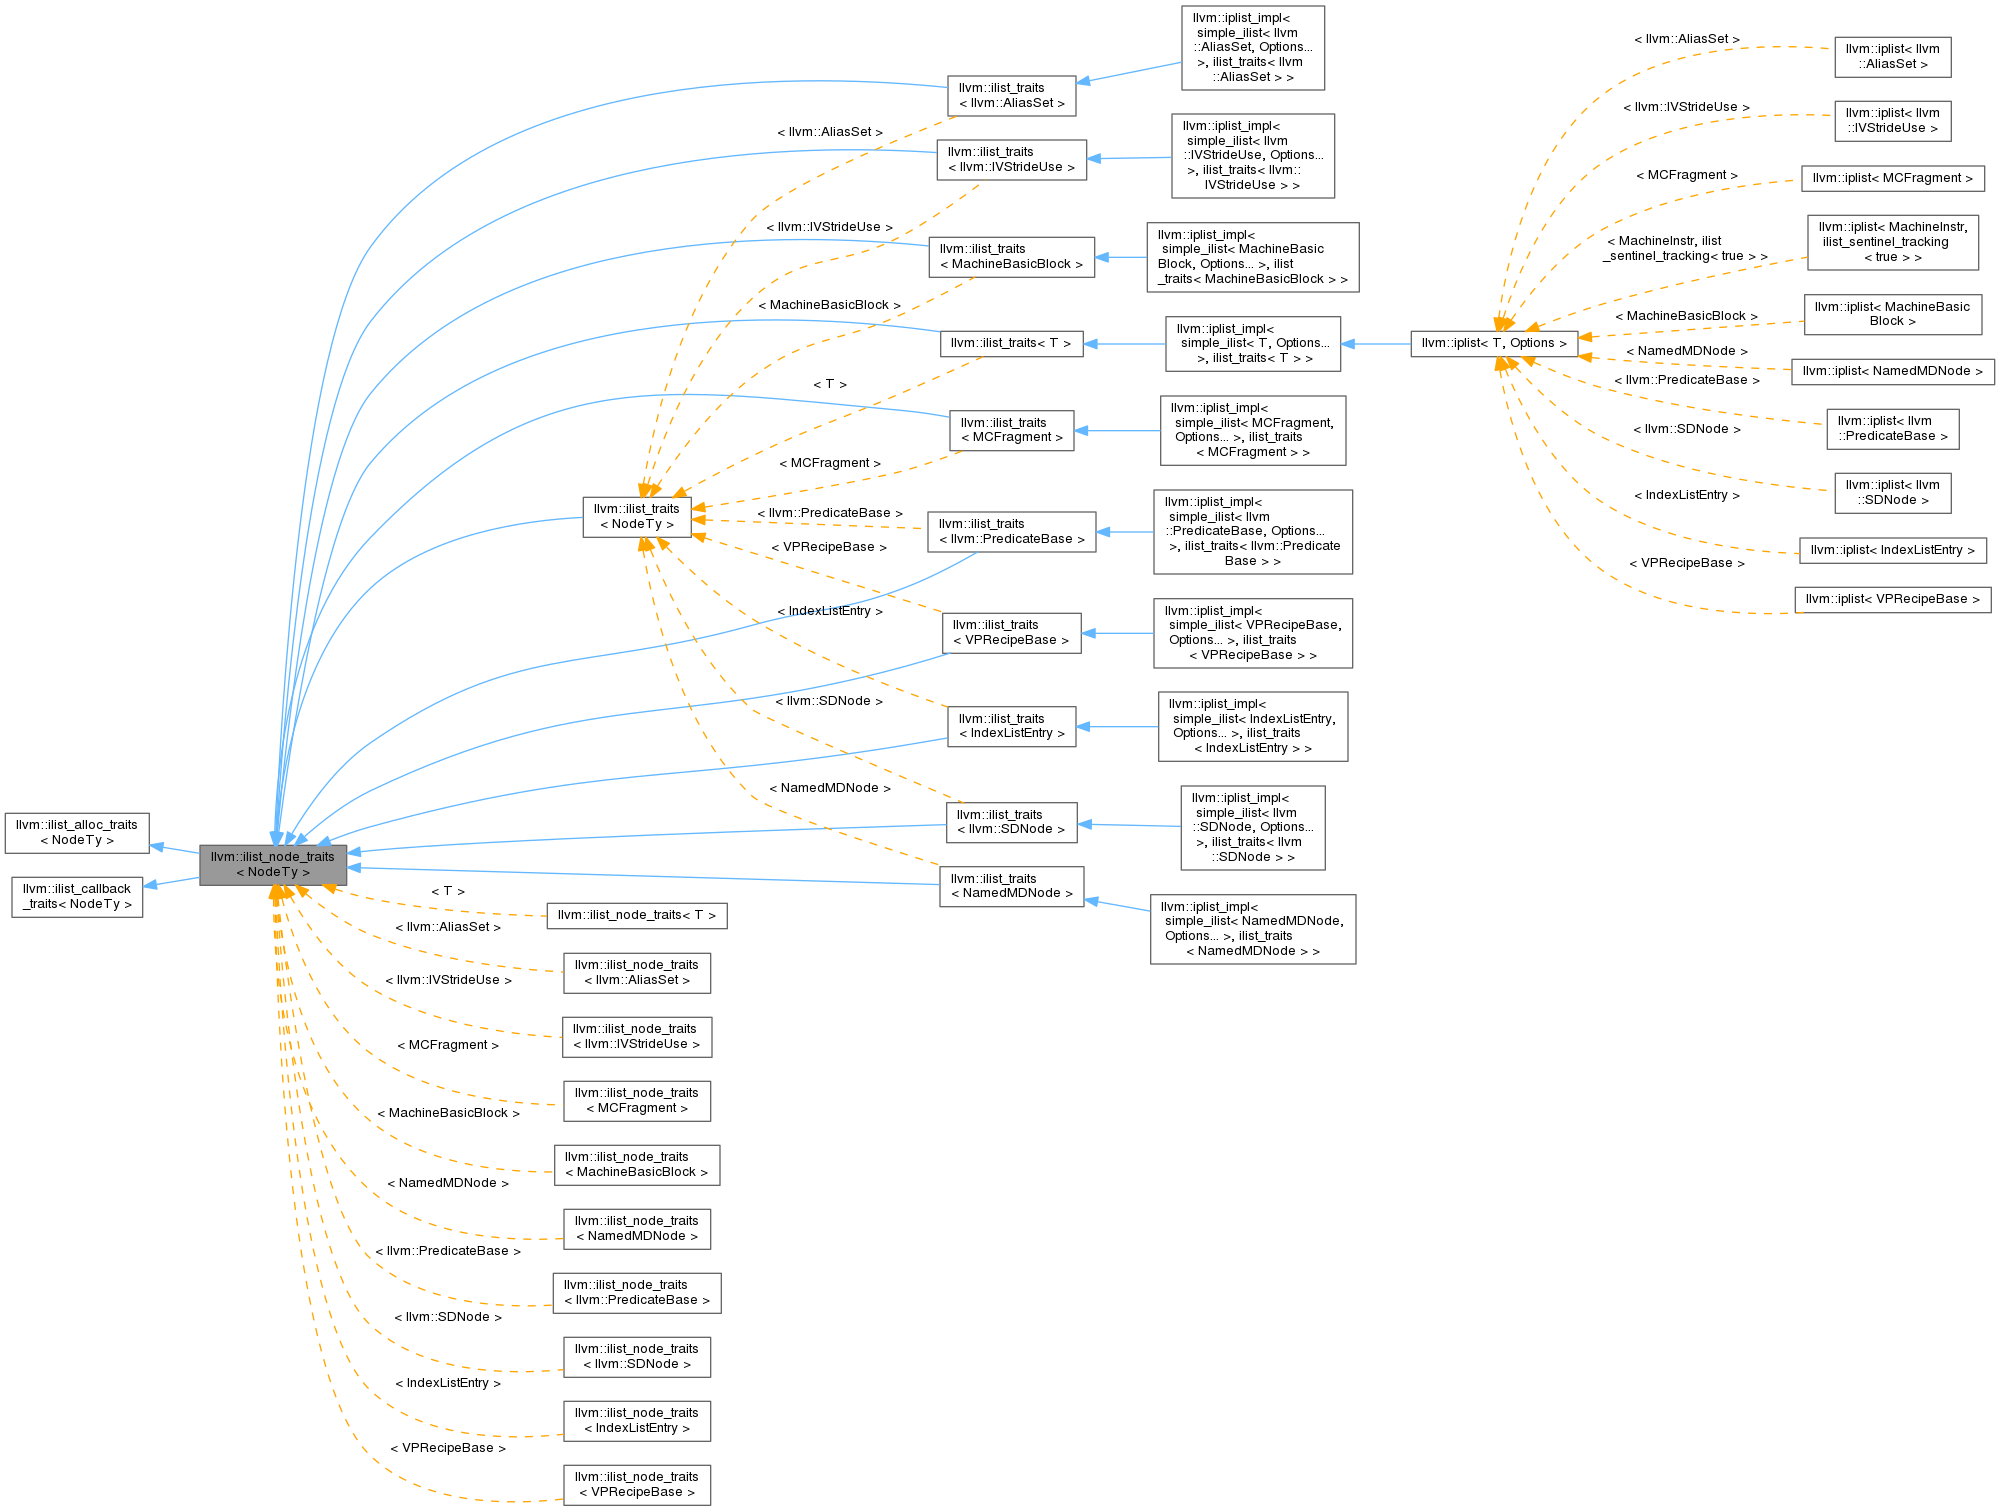 llvm::ilist_alloc_traits
< NodeTy >
llvm::ilist_callback
_traits< NodeTy >
llvm::ilist_node_traits
< NodeTy >
< T >
< llvm::AliasSet >
< llvm::IVStrideUse >
< MCFragment >
< MachineBasicBlock >
< NamedMDNode >
< llvm::PredicateBase >
< llvm::SDNode >
< IndexListEntry >
< VPRecipeBase >
llvm::ilist_node_traits< T >
llvm::ilist_node_traits
< llvm::AliasSet >
llvm::ilist_node_traits
< llvm::IVStrideUse >
llvm::ilist_node_traits
< MCFragment >
llvm::ilist_node_traits
< MachineBasicBlock >
llvm::ilist_node_traits
< NamedMDNode >
llvm::ilist_node_traits
< llvm::PredicateBase >
llvm::ilist_node_traits
< llvm::SDNode >
llvm::ilist_node_traits
< IndexListEntry >
llvm::ilist_node_traits
< VPRecipeBase >
llvm::ilist_traits
< NodeTy >
< llvm::AliasSet >
< llvm::IVStrideUse >
< MachineBasicBlock >
< T >
< MCFragment >
< llvm::PredicateBase >
< VPRecipeBase >
< IndexListEntry >
< llvm::SDNode >
< NamedMDNode >
llvm::ilist_traits
< llvm::AliasSet >
llvm::ilist_traits
< llvm::IVStrideUse >
llvm::ilist_traits
< MachineBasicBlock >
llvm::ilist_traits< T >
llvm::ilist_traits
< MCFragment >
llvm::ilist_traits
< llvm::PredicateBase >
llvm::ilist_traits
< VPRecipeBase >
llvm::ilist_traits
< IndexListEntry >
llvm::ilist_traits
< llvm::SDNode >
llvm::ilist_traits
< NamedMDNode >
llvm::iplist_impl<
simple_ilist< llvm
::AliasSet, Options...
>, ilist_traits< llvm
::AliasSet > >
llvm::iplist_impl<
simple_ilist< llvm
::IVStrideUse, Options...
>, ilist_traits< llvm::
IVStrideUse > >
llvm::iplist_impl<
simple_ilist< MachineBasic
Block, Options... >, ilist
_traits< MachineBasicBlock > >
llvm::iplist_impl<
simple_ilist< T, Options...
>, ilist_traits< T > >
llvm::iplist_impl<
simple_ilist< MCFragment,
Options... >, ilist_traits
< MCFragment > >
llvm::iplist_impl<
simple_ilist< llvm
::PredicateBase, Options...
>, ilist_traits< llvm::Predicate
Base > >
llvm::iplist_impl<
simple_ilist< VPRecipeBase,
Options... >, ilist_traits
< VPRecipeBase > >
llvm::iplist_impl<
simple_ilist< IndexListEntry,
Options... >, ilist_traits
< IndexListEntry > >
llvm::iplist_impl<
simple_ilist< llvm
::SDNode, Options...
>, ilist_traits< llvm
::SDNode > >
llvm::iplist_impl<
simple_ilist< NamedMDNode,
Options... >, ilist_traits
< NamedMDNode > >
llvm::iplist< T, Options >
< llvm::AliasSet >
< llvm::IVStrideUse >
< MCFragment >
< MachineInstr, ilist
_sentinel_tracking< true > >
< MachineBasicBlock >
< NamedMDNode >
< llvm::PredicateBase >
< llvm::SDNode >
< IndexListEntry >
< VPRecipeBase >
llvm::iplist< llvm
::AliasSet >
llvm::iplist< llvm
::IVStrideUse >
llvm::iplist< MCFragment >
llvm::iplist< MachineInstr,
ilist_sentinel_tracking
< true > >
llvm::iplist< MachineBasic
Block >
llvm::iplist< NamedMDNode >
llvm::iplist< llvm
::PredicateBase >
llvm::iplist< llvm
::SDNode >
llvm::iplist< IndexListEntry >
llvm::iplist< VPRecipeBase >